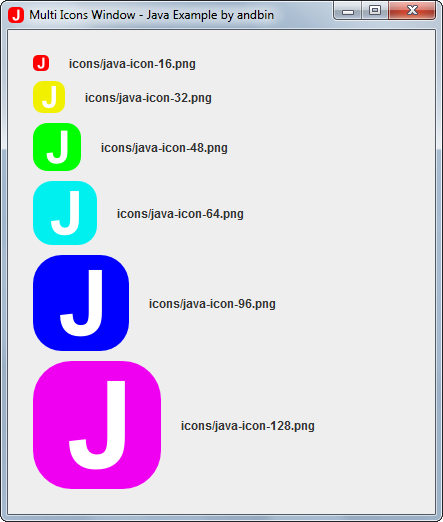 J Multi Icons Window - Java Example by andbin
J icons/java-icon-16.png
J icons/java-icon-32.png
J icons/java-icon-48.png
J icons/java-icon-64.png
J icons/java-icon-96.png
J icons/java-icon-128.png